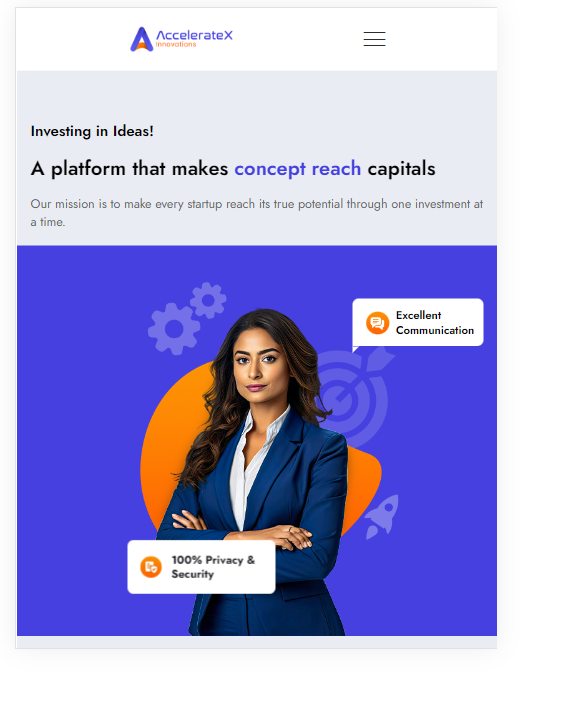 AccelerateX
Innovations
Investing in Ideas!
A platform that makes concept reach capitals
Our mission is to make every startup reach its true potential through one investment at
a time.
Excellent
Communication
100% Privacy &
Security